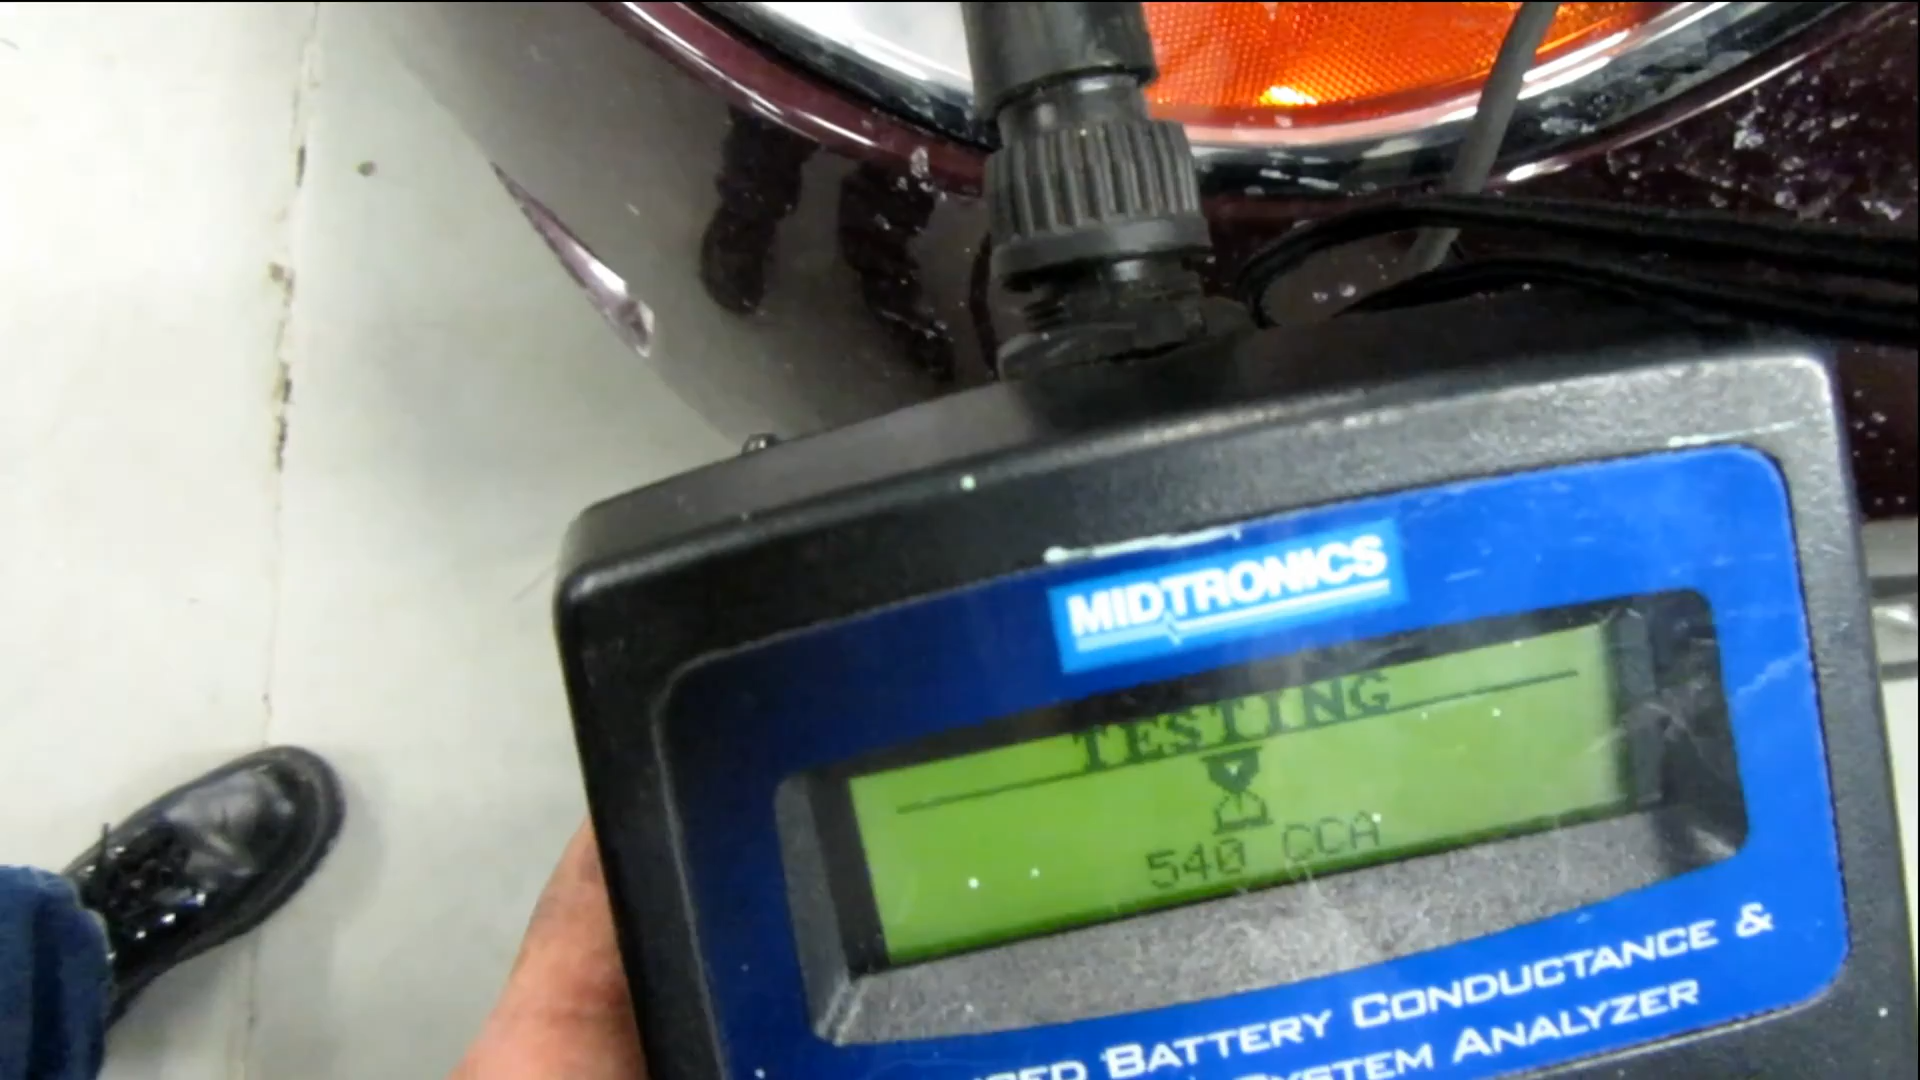 MIDTRONICS
TESTING
540 CCA
BATTERY CONDUCTANCE &
SYSTEM ANALYZER